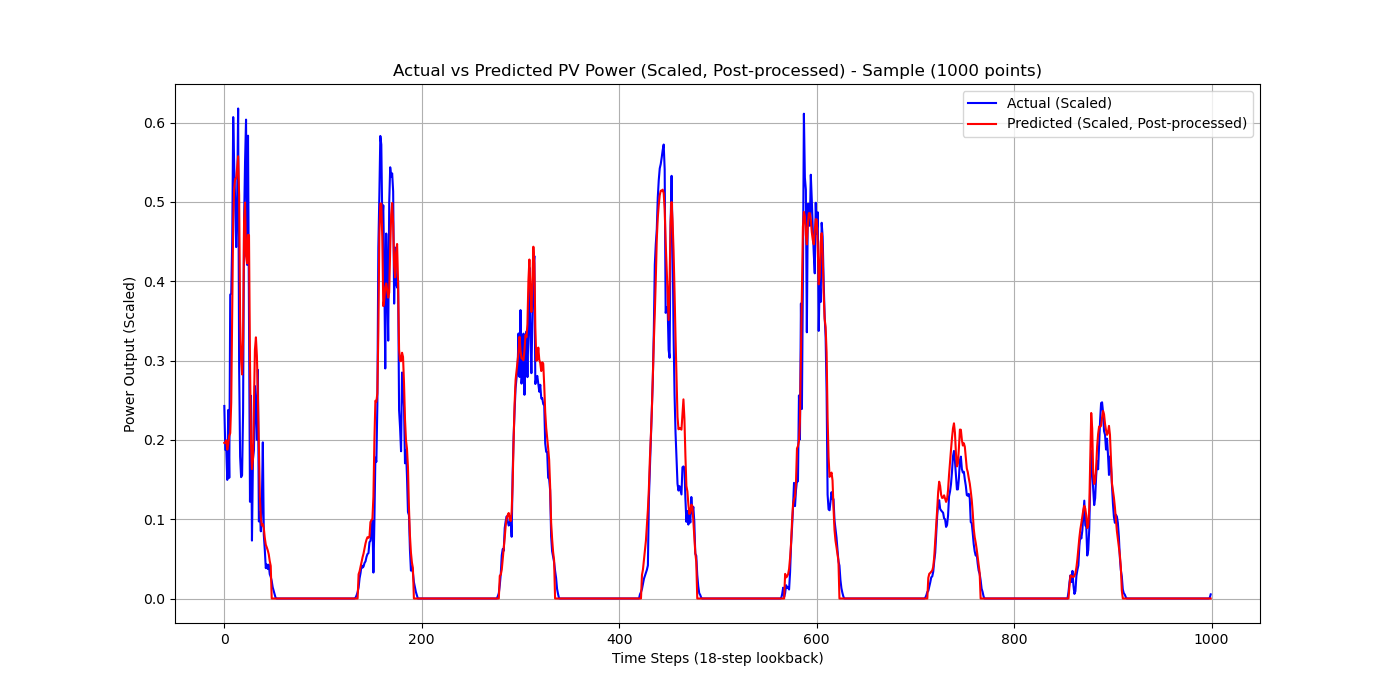 Actual vs Predicted PV Power (Scaled, Post-processed) - Sample (1000 points)
Actual (Scaled)
Predicted (Scaled, Post-processed)
Power Output (Scaled)
0.6
0.5
0.4
0.3
0.2
0.1
0.0
0 200 400 600 800 1000
Time Steps (18-step lookback)